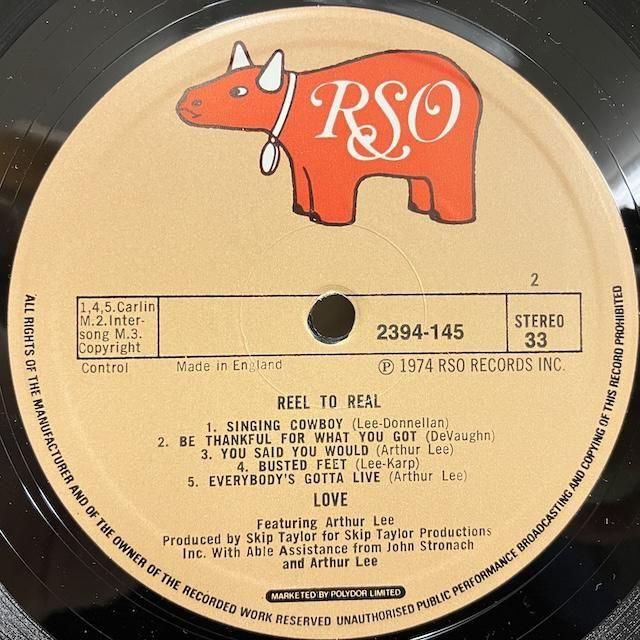 RSO
2
1,4,5.Carlin
M.2.Inter-
song M.3.
Copyright
Control
2394-145
STEREO
33
Made in England
Ⓟ 1974 RSO RECORDS INC.
REEL TO REAL
1. SINGING COWBOY (Lee-Donnellan)
2. BE THANKFUL FOR WHAT YOU GOT (DeVaughn)
3. YOU SAID YOU WOULD (Arthur Lee)
4. BUSTED FEET (Lee-Karp)
5. EVERYBODY'S GOTTA LIVE (Arthur Lee)
LOVE
Featuring Arthur Lee
Produced by Skip Taylor for Skip Taylor Productions
Inc. With Able Assistance from John Stronach
and Arthur Lee
MARKETED BY POLYDOR LIMITED
ALL RIGHTS OF THE MANUFACTURER AND OF THE OWNER OF THE RECORDED WORK RESERVED UNAUTHORISED PUBLIC PERFORMANCE BROADCASTING AND COPYING OF THIS RECORD PROHIBITED